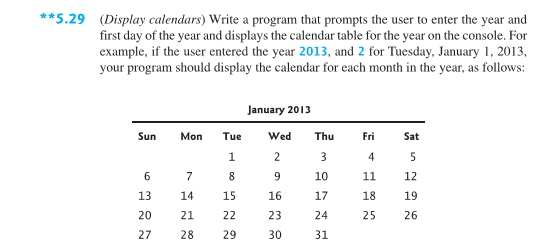 **5.29 (Display calendars) Write a program that prompts the user to enter the year and
first day of the year and displays the calendar table for the year on the console. For
example, if the user entered the year 2013, and 2 for Tuesday, January 1, 2013,
your program should display the calendar for each month in the year, as follows:
January 2013
Sun Mon Tue Wed Thu Fri Sat
1 2 3 4 5
6 7 8 9 10 11 12
13 14 15 16 17 18 19
20 21 22 23 24 25 26
27 28 29 30 31